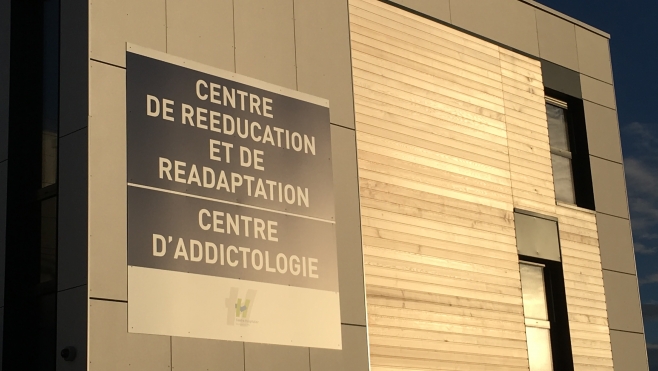 CENTRE
DE REEDUCATION
ET DE
READAPTATION
CENTRE
D'ADDICTOLOGIE